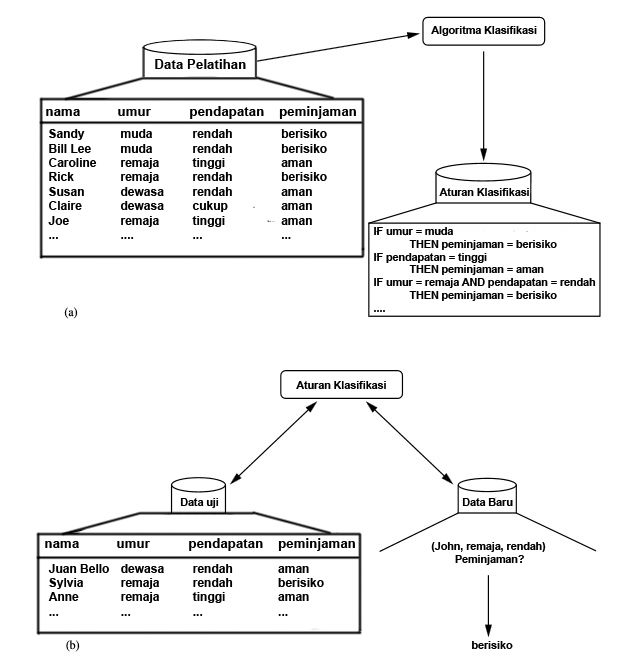 Algoritma Klasifikasi
Data Pelatihan
nama umur pendapatan peminjaman
Sandy muda rendah berisiko
Bill Lee muda rendah berisiko
Caroline remaja tinggi aman
Rick remaja rendah berisiko
Susan dewasa rendah aman
Claire dewasa cukup aman
Joe remaja tinggi aman
... .... ... ...
Aturan Klasifikasi
IF umur = muda
THEN peminjaman = berisiko
IF pendapatan = tinggi
THEN peminjaman = aman
IF umur = remaja AND pendapatan = rendah
THEN peminjaman = berisiko
....
(a)
Aturan Klasifikasi
Data uji
nama umur pendapatan peminjaman
Juan Bello dewasa rendah aman
Sylvia remaja rendah berisiko
Anne remaja tinggi aman
... ... ... ...
(b)
Data Baru
(John, remaja, rendah)
Peminjaman?
berisiko